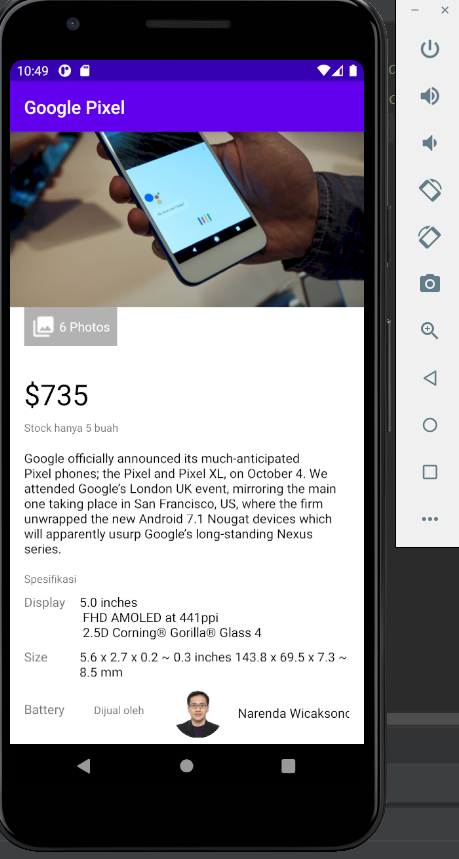 10:49
Google Pixel
6 Photos
$735
Stock hanya 5 buah
Google officially announced its much-anticipated
Pixel phones; the Pixel and Pixel XL, on October 4. We
attended Google's London UK event, mirroring the main
one taking place in San Francisco, US, where the firm
unwrapped the new Android 7.1 Nougat devices which
will apparently usurp Google's long-standing Nexus
series.
Spesifikasi
Display 5.0 inches
FHD AMOLED at 441ppi
2.5D Corning® Gorilla® Glass 4
Size 5.6 x 2.7 x 0.2 ~ 0.3 inches 143.8 x 69.5 x 7.3 ~
8.5 mm
Battery Dijual oleh Narenda Wicaksono